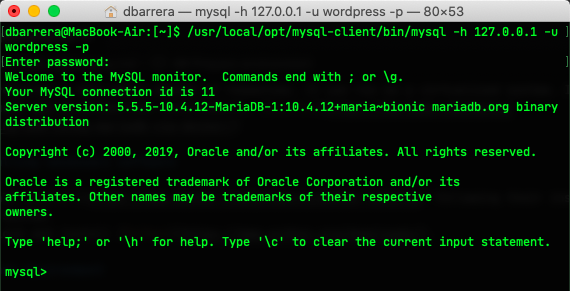 dbarrera — mysql -h 127.0.0.1 -u wordpress -p — 80×53
[dbarrera@MacBook-Air:[~]$ /usr/local/opt/mysql-client/bin/mysql -h 127.0.0.1 -u ]
wordpress -p
[Enter password: ]
Welcome to the MySQL monitor.  Commands end with ; or \g.
Your MySQL connection id is 11
Server version: 5.5.5-10.4.12-MariaDB-1:10.4.12+maria~bionic mariadb.org binary
distribution
Copyright (c) 2000, 2019, Oracle and/or its affiliates. All rights reserved.
Oracle is a registered trademark of Oracle Corporation and/or its
affiliates. Other names may be trademarks of their respective
owners.
Type 'help;' or '\h' for help. Type '\c' to clear the current input statement.
mysql>